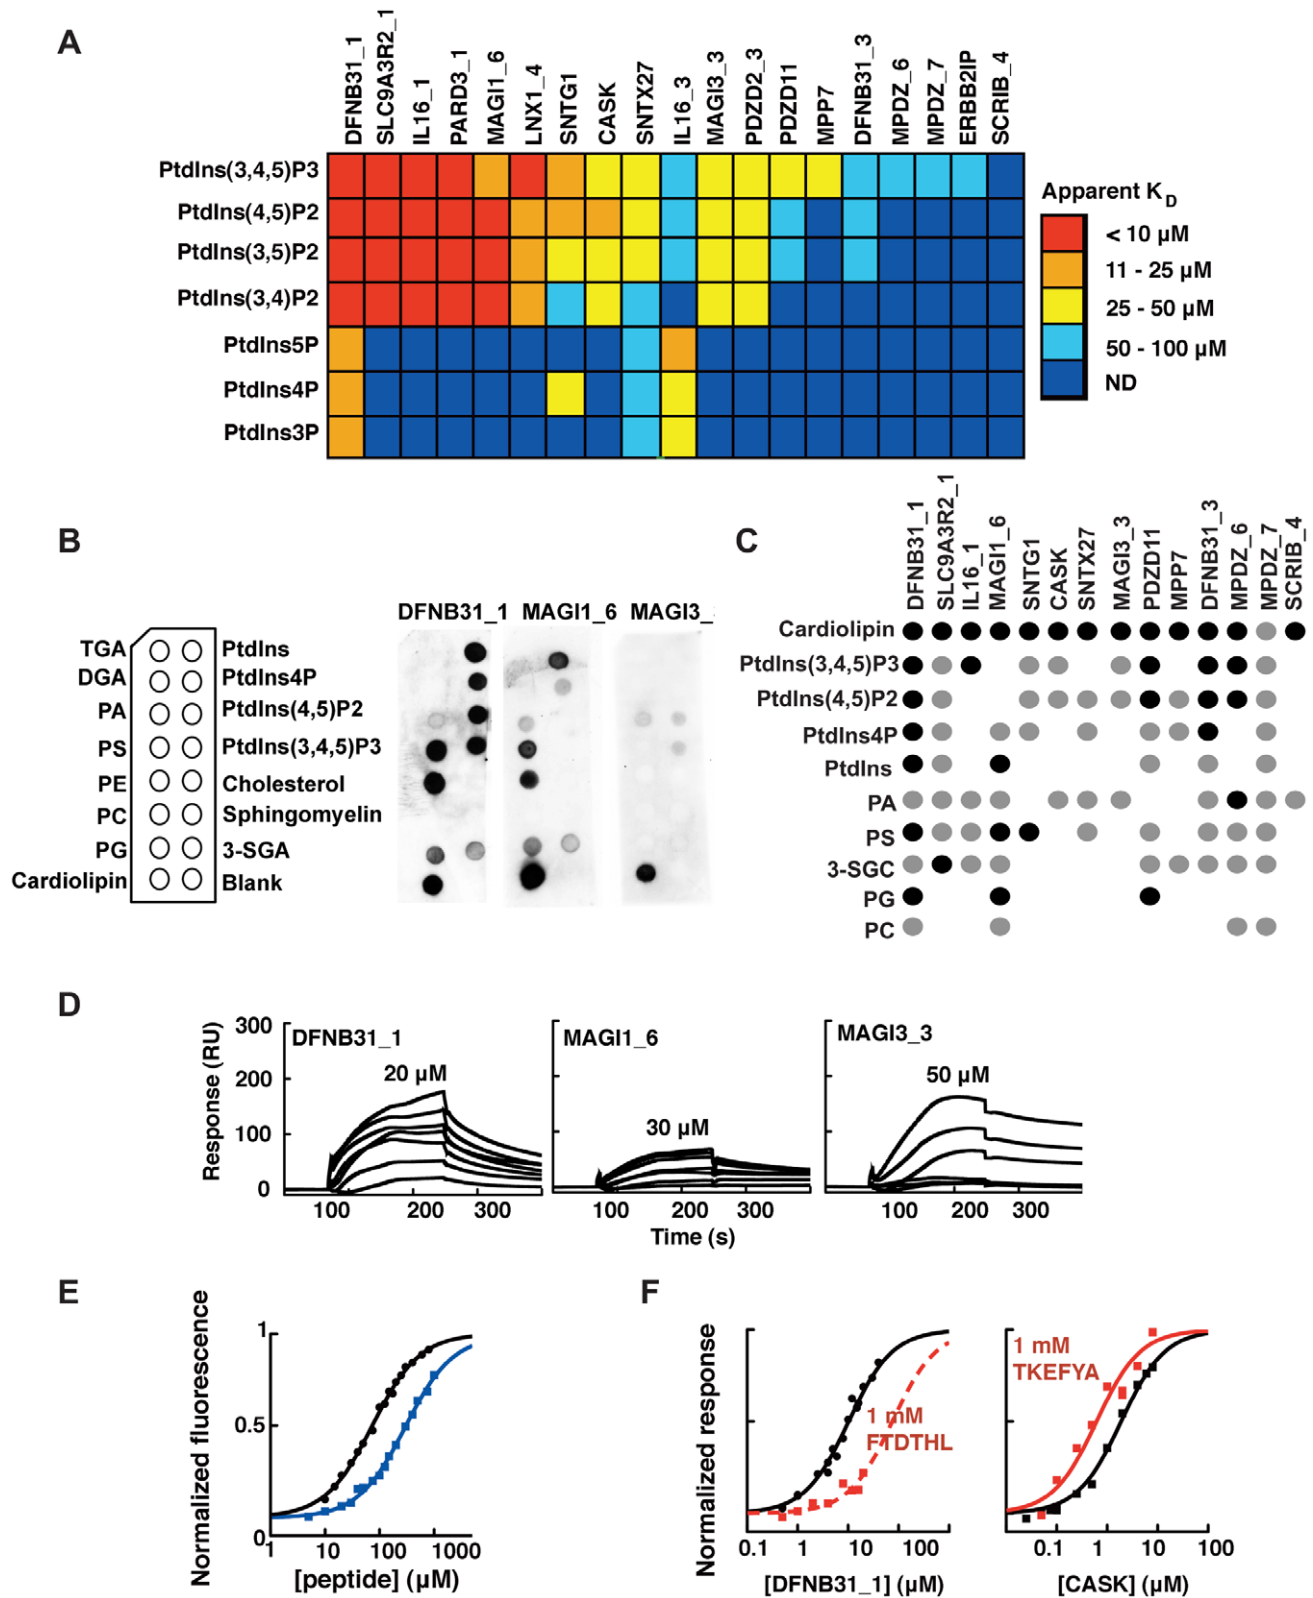 A
DFNB31_1
SLC9A3R2_1
IL16_1
PARD3_1
MAGI1_6
LNX1_4
SNTG1
CASK
SNTX27
IL16_3
MAGI3_3
PDZD2_3
PDZD11
MPP7
DFNB31_3
MPDZ_6
MPDZ_7
ERBB2IP
SCRIB_4
PtdIns(3,4,5)P3
PtdIns(4,5)P2
PtdIns(3,5)P2
PtdIns(3,4)P2
PtdIns5P
PtdIns4P
PtdIns3P
Apparent KD
< 10 µM
11 - 25 µM
25 - 50 µM
50 - 100 µM
ND
B
TGA
DGA
PA
PS
PE
PC
PG
Cardiolipin
PtdIns
PtdIns4P
PtdIns(4,5)P2
PtdIns(3,4,5)P3
Cholesterol
Sphingomyelin
3-SGA
Blank
DFNB31_1 MAGI1_6 MAGI3_
C
DFNB31_1
SLC9A3R2_1
IL16_1
MAGI1_6
SNTG1
CASK
SNTX27
MAGI3_3
PDZD11
MPP7
DFNB31_3
MPDZ_6
MPDZ_7
SCRIB_4
Cardiolipin
PtdIns(3,4,5)P3
PtdIns(4,5)P2
PtdIns4P
PtdIns
PA
PS
3-SGC
PG
PC
D
Response (RU)
300
200
100
0
DFNB31_1
20 µM
100 200 300
MAGI1_6
30 µM
100 200 300
MAGI3_3
50 µM
100 200 300
Time (s)
E
Normalized fluorescence
1
0.5
0
1 10 100 1000
[peptide] (µM)
F
Normalized response
1 mM
FTDTHL
0.1 1 10 100
[DFNB31_1] (µM)
1 mM
TKEFYA
0.1 1 10 100
[CASK] (µM)